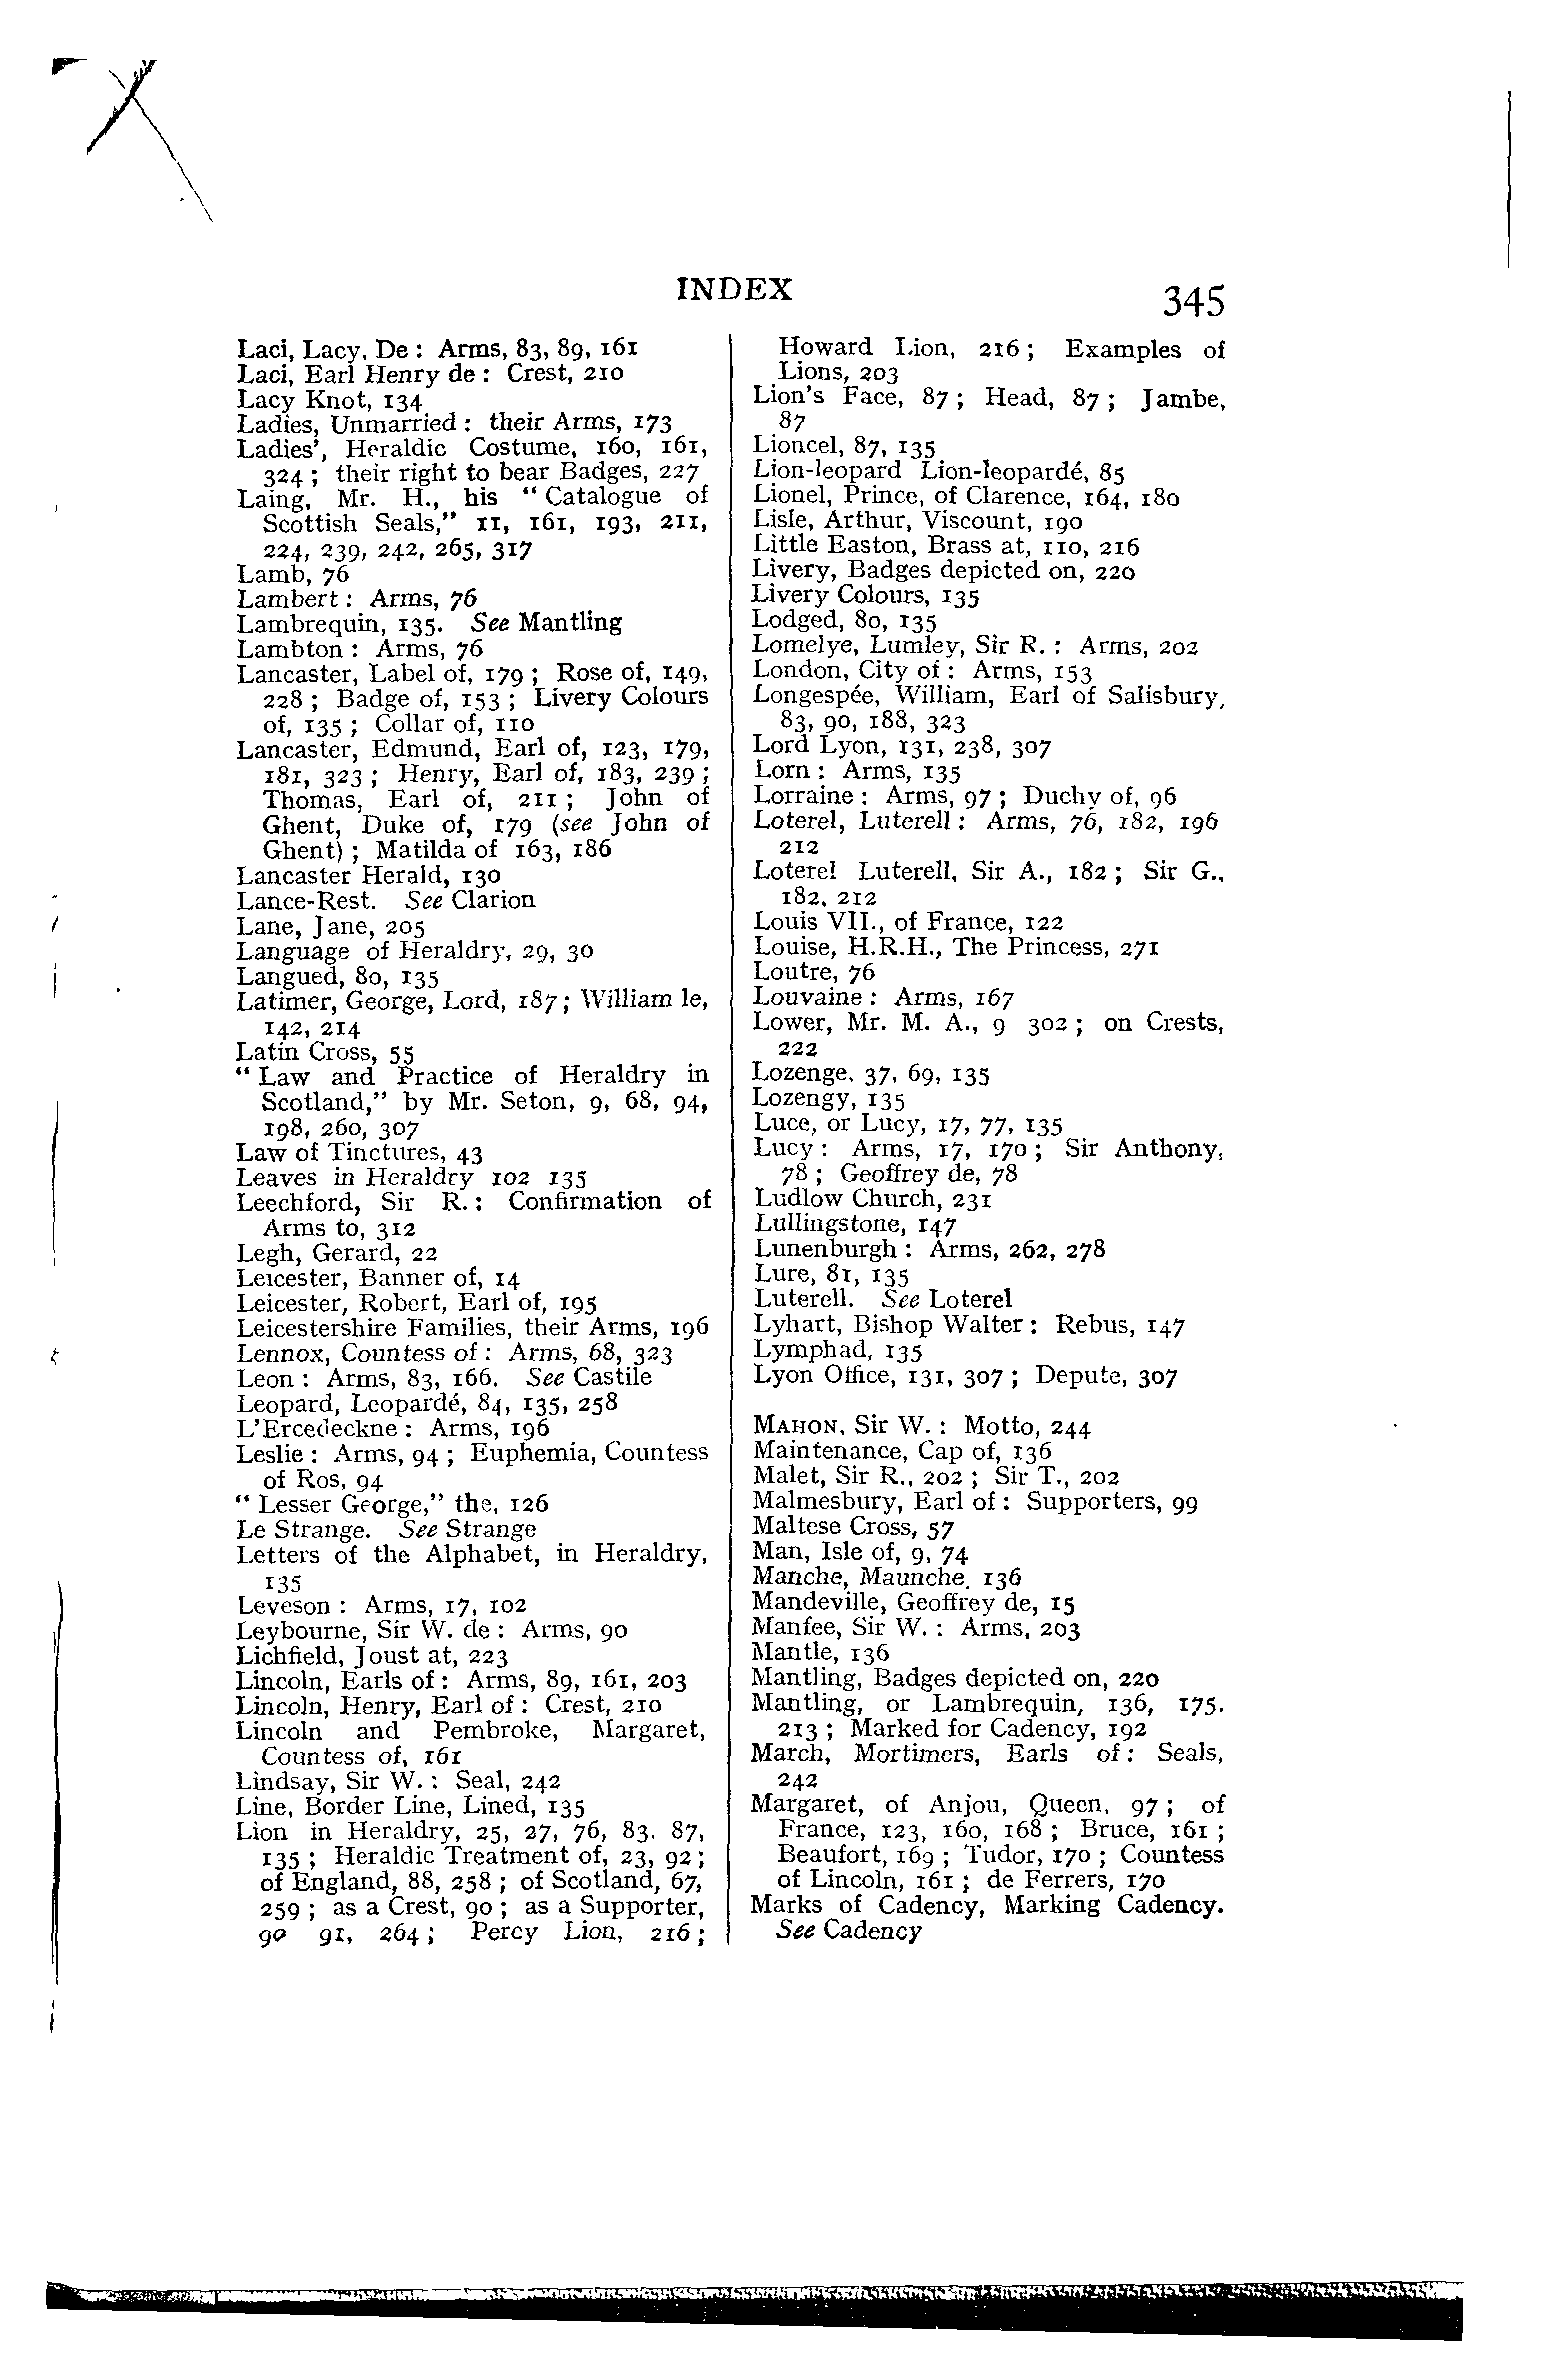 INDEX
345
Laci, Lacy, De : Arms, 83, 89, 161
Laci, Earl Henry de : Crest, 210
Lacy Knot, 134
Ladies, Unmarried : their Arms, 173
Ladies', Heraldic Costume, 160, 161,
324 ; their right to bear Badges, 227
Laing, Mr. H., his “ Catalogue of
Scottish Seals,” 11, 161, 193, 211,
224, 239, 242, 265, 317
Lamb, 76
Lambert : Arms, 76
Lambrequin, 135. See Mantling
Lambton : Arms, 76
Lancaster, Label of, 179 ; Rose of, 149,
228 ; Badge of, 153 ; Livery Colours
of, 135 ; Collar of, 110
Lancaster, Edmund, Earl of, 123, 179,
181, 323 ; Henry, Earl of, 183, 239 ;
Thomas, Earl of, 211 ; John of
Ghent, Duke of, 179 (see John of
Ghent) ; Matilda of 163, 186
Lancaster Herald, 130
Lance-Rest. See Clarion
Lane, Jane, 205
Language of Heraldry, 29, 30
Langued, 80, 135
Latimer, George, Lord, 187 ; William le,
142, 214
Latin Cross, 55
“ Law and Practice of Heraldry in
Scotland,” by Mr. Seton, 9, 68, 94,
198, 260, 307
Law of Tinctures, 43
Leaves in Heraldry 102 135
Leechford, Sir R. : Confirmation of
Arms to, 312
Legh, Gerard, 22
Leicester, Banner of, 14
Leicester, Robert, Earl of, 195
Leicestershire Families, their Arms, 196
Lennox, Countess of : Arms, 68, 323
Leon : Arms, 83, 166. See Castile
Leopard, Leopardé, 84, 135, 258
L'Ercedeckne : Arms, 196
Leslie : Arms, 94 ; Euphemia, Countess
of Ros, 94
“ Lesser George,” the, 126
Le Strange. See Strange
Letters of the Alphabet, in Heraldry,
135
Leveson : Arms, 17, 102
Leybourne, Sir W. de : Arms, 90
Lichfield, Joust at, 223
Lincoln, Earls of : Arms, 89, 161, 203
Lincoln, Henry, Earl of : Crest, 210
Lincoln and Pembroke, Margaret,
Countess of, 161
Lindsay, Sir W. : Seal, 242
Line, Border Line, Lined, 135
Lion in Heraldry, 25, 27, 76, 83. 87,
135 ; Heraldic Treatment of, 23, 92 ;
of England, 88, 258 ; of Scotland, 67,
259 ; as a Crest, 90 ; as a Supporter,
90 91, 264 ; Percy Lion, 216 ;
Howard Lion, 216 ; Examples of
Lions, 203
Lion's Face, 87 ; Head, 87 ; Jambe,
87
Lioncel, 87, 135
Lion-leopard Lion-leopardé, 85
Lionel, Prince, of Clarence, 164, 180
Lisle, Arthur, Viscount, 190
Little Easton, Brass at, 110, 216
Livery, Badges depicted on, 220
Livery Colours, 135
Lodged, 80, 135
Lomelye, Lumley, Sir R. : Arms, 202
London, City of : Arms, 153
Longespée, William, Earl of Salisbury,
83, 90, 188, 323
Lord Lyon, 131, 238, 307
Lorn : Arms, 135
Lorraine : Arms, 97 ; Duchy of, 96
Loterel, Luterell : Arms, 76, 182, 196
212
Loterel Luterell, Sir A., 182 ; Sir G.,
182, 212
Louis VII., of France, 122
Louise, H.R.H., The Princess, 271
Loutre, 76
Louvaine : Arms, 167
Lower, Mr. M. A., 9 302 ; on Crests,
222
Lozenge, 37, 69, 135
Lozengy, 135
Luce, or Lucy, 17, 77, 135
Lucy : Arms, 17, 170 ; Sir Anthony,
78 ; Geoffrey de, 78
Ludlow Church, 231
Lullingstone, 147
Lunenburgh : Arms, 262, 278
Lure, 81, 135
Luterell. See Loterel
Lyhart, Bishop Walter : Rebus, 147
Lymphad, 135
Lyon Office, 131, 307 ; Depute, 307
MAHON, Sir W. : Motto, 244
Maintenance, Cap of, 136
Malet, Sir R., 202 ; Sir T., 202
Malmesbury, Earl of : Supporters, 99
Maltese Cross, 57
Man, Isle of, 9, 74
Manche, Maunche, 136
Mandeville, Geoffrey de, 15
Manfee, Sir W. : Arms, 203
Mantle, 136
Mantling, Badges depicted on, 220
Mantling, or Lambrequin, 136, 175.
213 ; Marked for Cadency, 192
March, Mortimers, Earls of : Seals,
242
Margaret, of Anjou, Queen, 97 ; of
France, 123, 160, 168 ; Bruce, 161 ;
Beaufort, 169 ; Tudor, 170 ; Countess
of Lincoln, 161 ; de Ferrers, 170
Marks of Cadency, Marking Cadency.
See Cadency